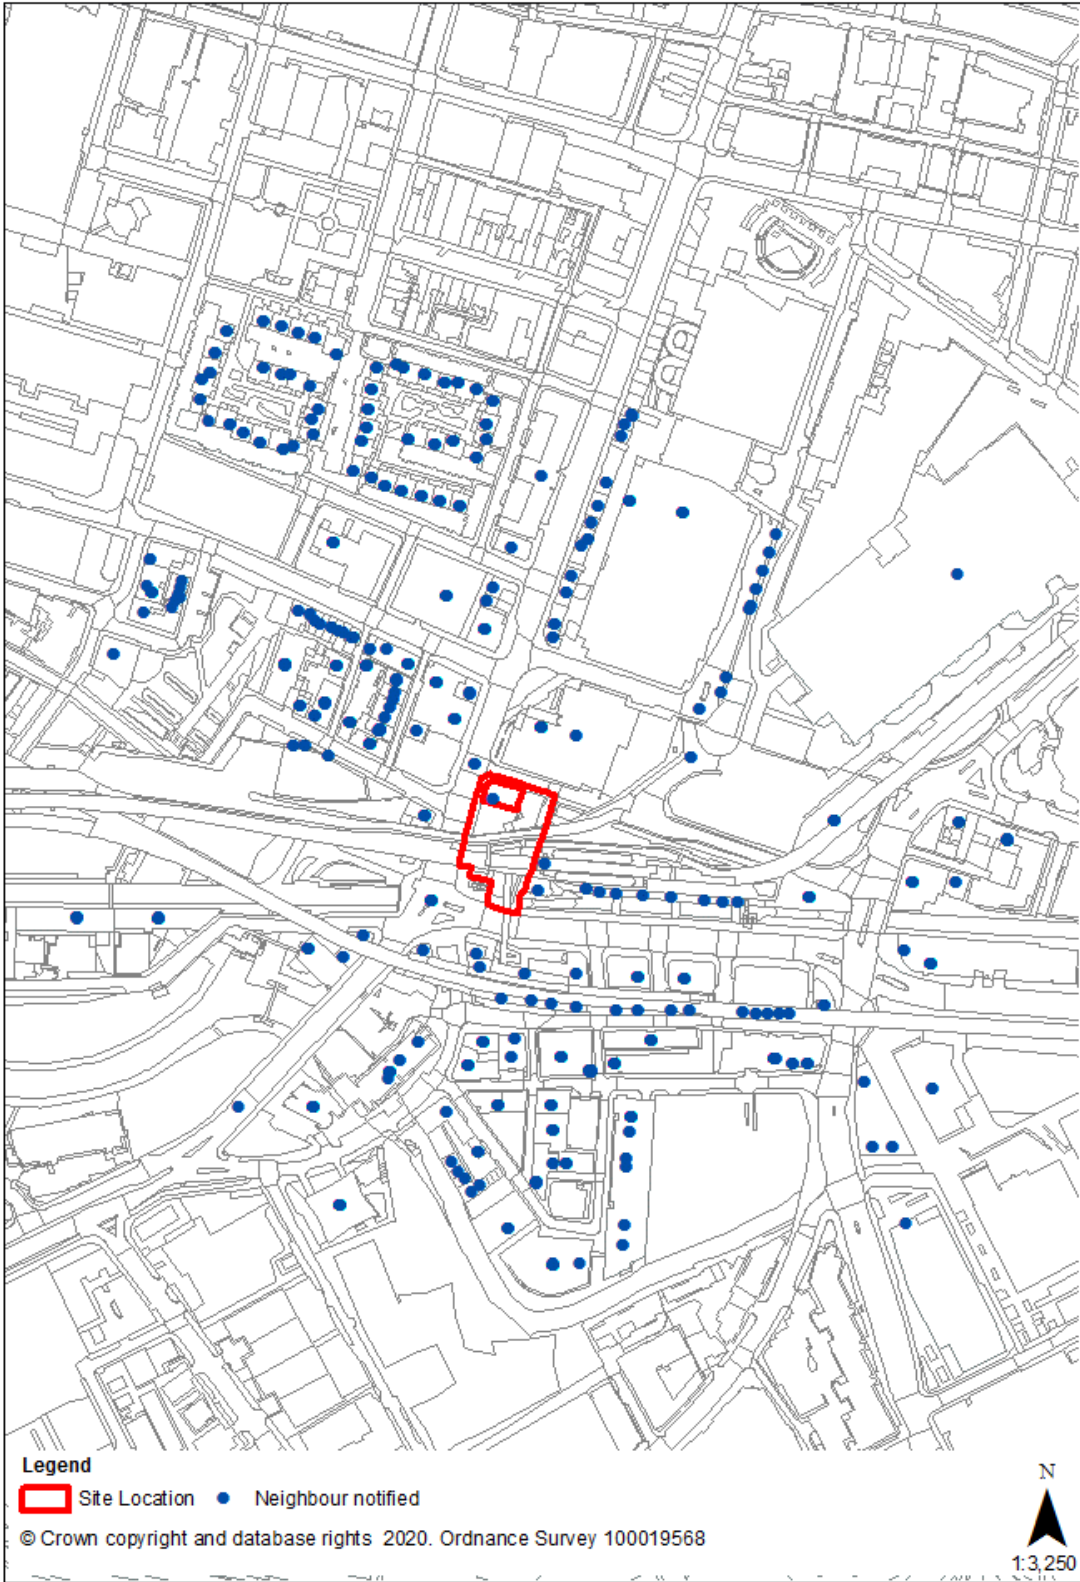 Legend
Site Location Neighbour notified
© Crown copyright and database rights 2020. Ordnance Survey 100019568
N
1:3,250